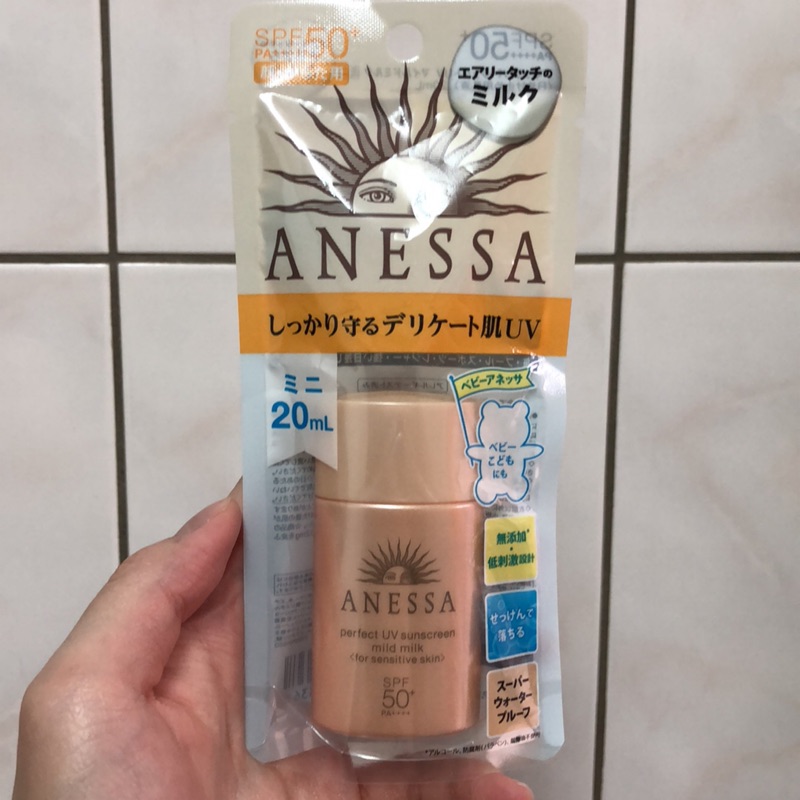 SPF50+
PA++++
エアリータッチの
ミルク
ANESSA
しっかり守るデリケート肌UV
ミニ
20mL
ベビーアネッサ
ベビー
こども
にも
無添加*
・
低刺激設計
せっけんで
落ちる
スーパー
ウォーター
プルーフ
ANESSA
perfect UV sunscreen
mild milk
<for sensitive skin>
SPF
50+
PA++++